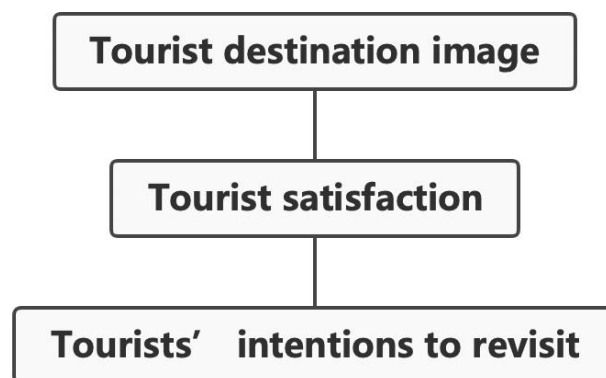 Tourist destination image
Tourist satisfaction
Tourists’ intentions to revisit